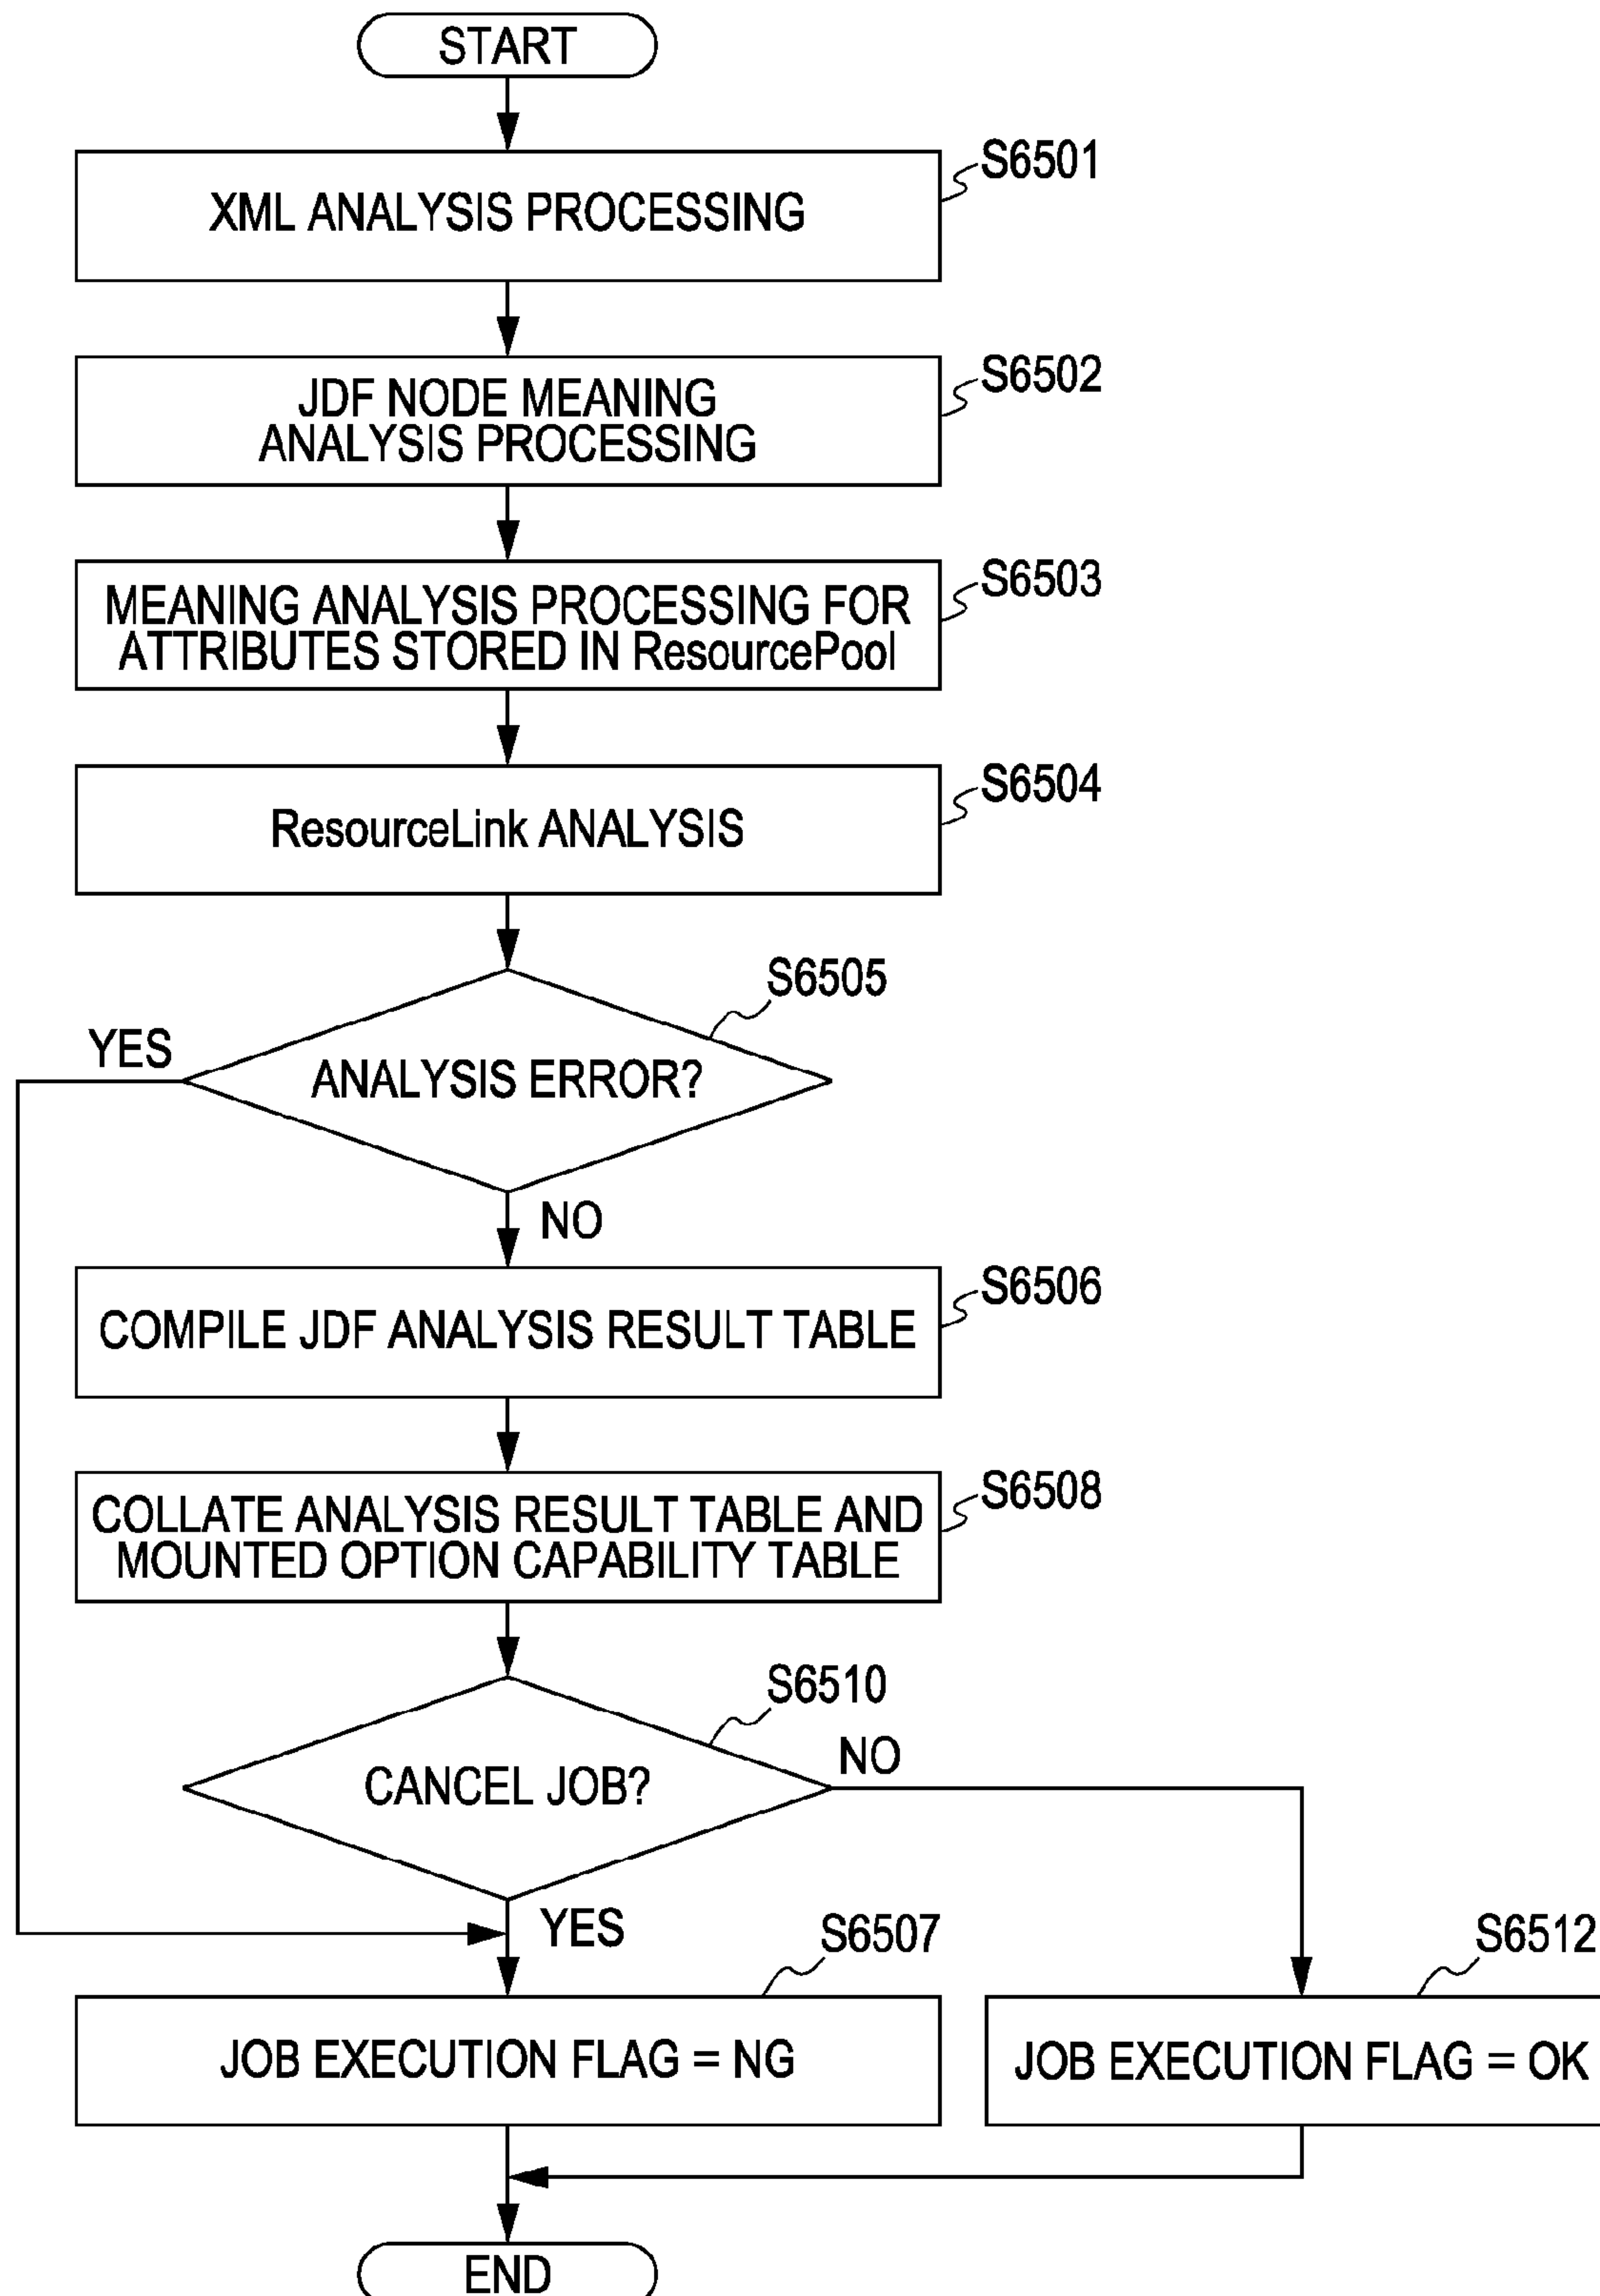 START
S6501
XML ANALYSIS PROCESSING
S6502
JDF NODE MEANING
ANALYSIS PROCESSING
S6503
MEANING ANALYSIS PROCESSING FOR
ATTRIBUTES STORED IN ResourcePool
S6504
ResourceLink ANALYSIS
S6505
YES
ANALYSIS ERROR?
NO
S6506
COMPILE JDF ANALYSIS RESULT TABLE
S6508
COLLATE ANALYSIS RESULT TABLE AND
MOUNTED OPTION CAPABILITY TABLE
S6510
NO
CANCEL JOB?
YES
S6507
S6512
JOB EXECUTION FLAG = NG
JOB EXECUTION FLAG = OK
END